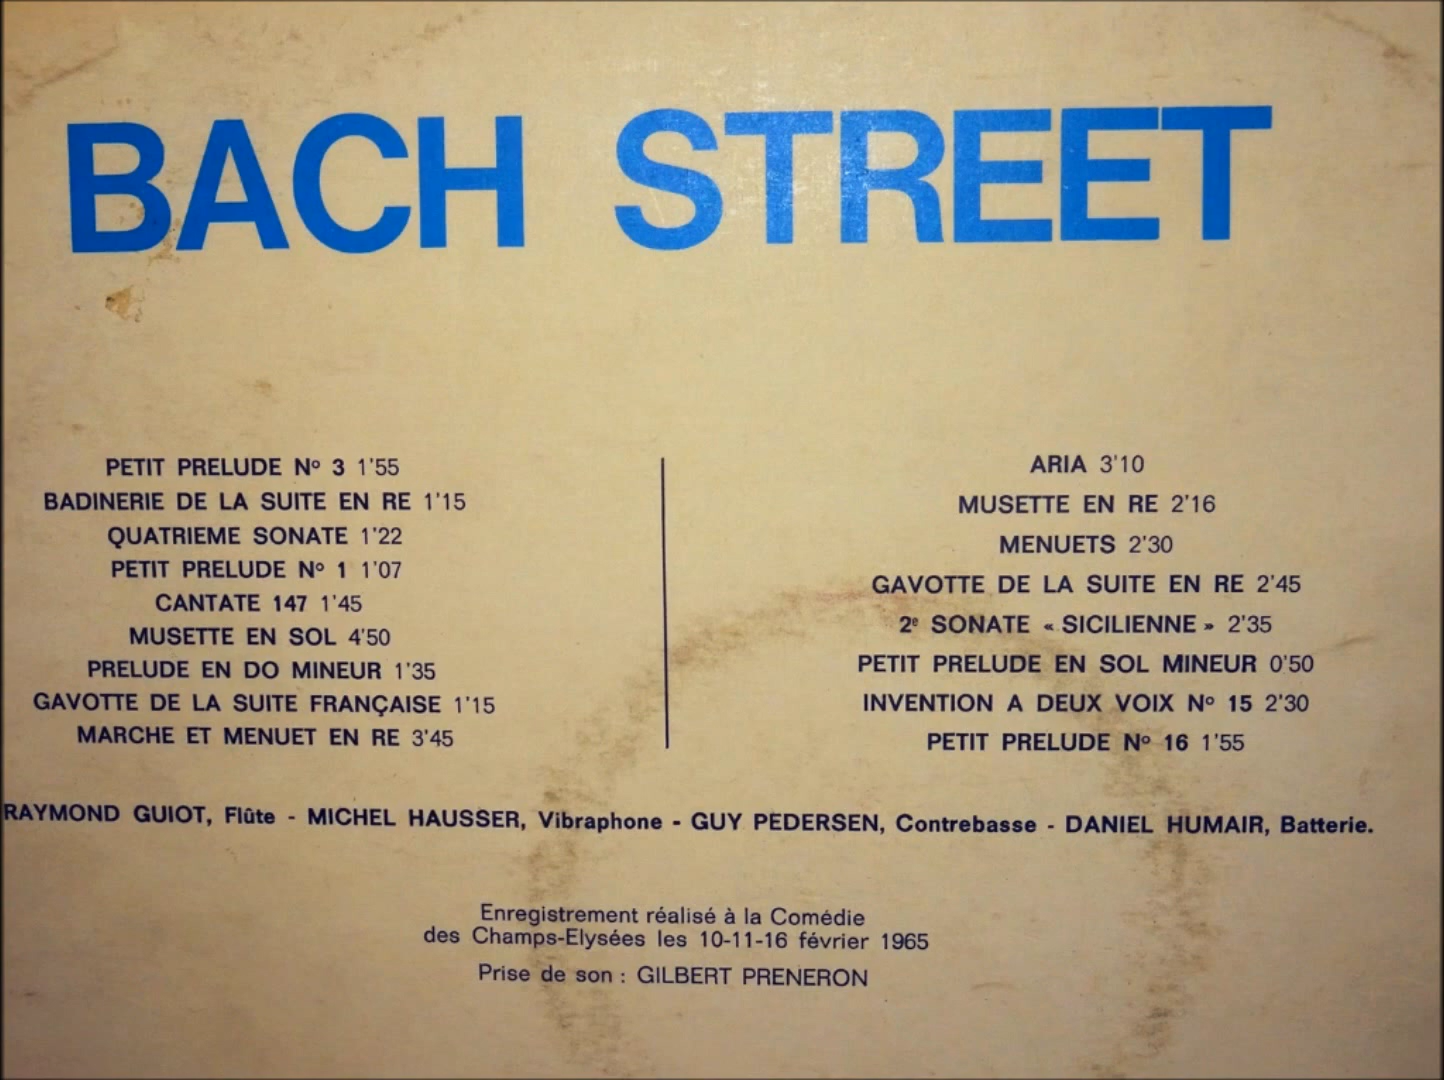 BACH STREET
PETIT PRELUDE Nº 3 1'55
BADINERIE DE LA SUITE EN RE 1'15
QUATRIEME SONATE 1'22
PETIT PRELUDE Nº 1 1'07
CANTATE 147 1'45
MUSETTE EN SOL 4'50
PRELUDE EN DO MINEUR 1'35
GAVOTTE DE LA SUITE FRANÇAISE 1'15
MARCHE ET MENUET EN RE 3'45
ARIA 3'10
MUSETTE EN RE 2'16
MENUETS 2'30
GAVOTTE DE LA SUITE EN RE 2'45
2e SONATE « SICILIENNE » 2'35
PETIT PRELUDE EN SOL MINEUR 0'50
INVENTION A DEUX VOIX Nº 15 2'30
PETIT PRELUDE Nº 16 1'55
RAYMOND GUIOT, Flûte - MICHEL HAUSSER, Vibraphone - GUY PEDERSEN, Contrebasse - DANIEL HUMAIR, Batterie.
Enregistrement réalisé à la Comédie
des Champs-Elysées les 10-11-16 février 1965
Prise de son : GILBERT PRENERON